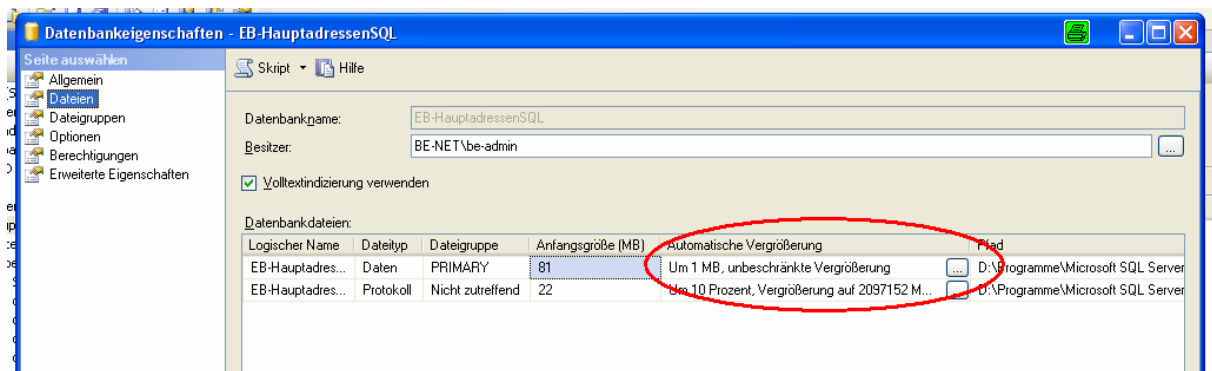 Datenbankeigenschaften - EB-HauptadressenSQL
Seite auswählen
Allgemein
Dateien
Dateigruppen
Optionen
Berechtigungen
Erweiterte Eigenschaften
Skript Hilfe
Datenbankname: EB-HauptadressenSQL
Besitzer: BE-NET\be-admin ...
Volltextindizierung verwenden
Datenbankdateien:
Logischer Name Dateityp Dateigruppe Anfangsgröße (MB) Automatische Vergrößerung Pfad
EB-Hauptadres... Daten PRIMARY 81 Um 1 MB, unbeschränkte Vergrößerung ... D:\Programme\Microsoft SQL Server
EB-Hauptadres... Protokoll Nicht zutreffend 22 Um 10 Prozent, Vergrößerung auf 2097152 M... ... D:\Programme\Microsoft SQL Server